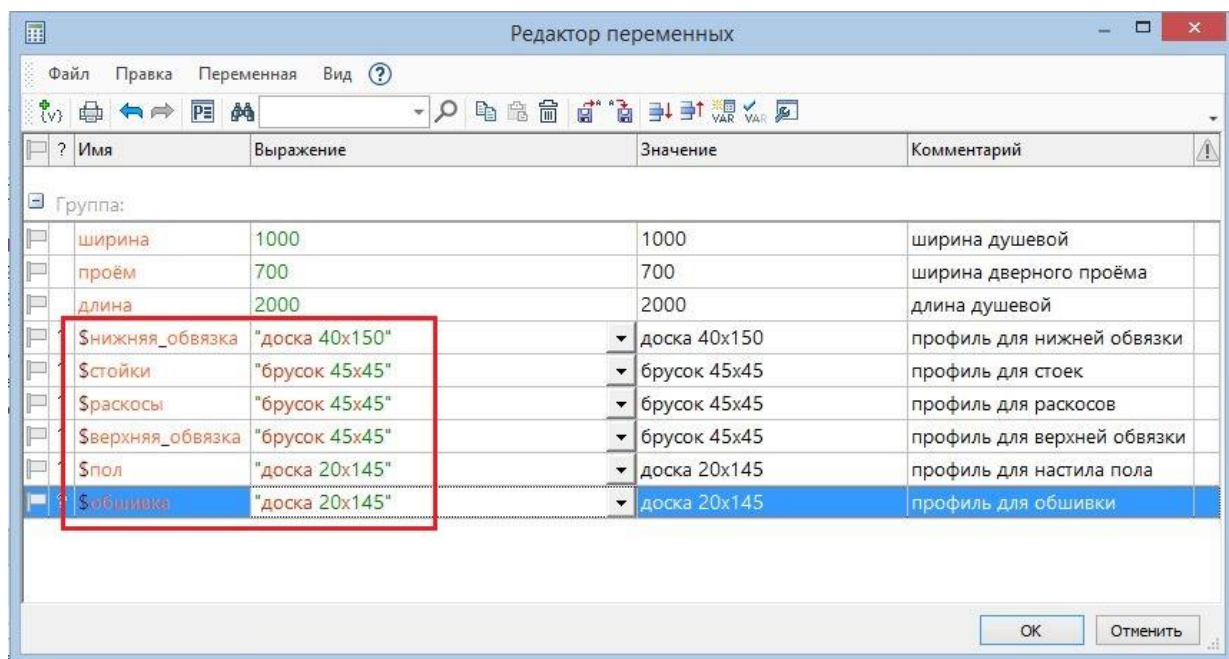 Редактор переменных
Файл Правка Переменная Вид ?
{v} PE VAR VAR
? Имя Выражение Значение Комментарий
Группа:
ширина 1000 1000 ширина душевой
проём 700 700 ширина дверного проёма
длина 2000 2000 длина душевой
? $нижняя_обвязка "доска 40x150" доска 40x150 профиль для нижней обвязки
? $стойки "брусок 45x45" брусок 45x45 профиль для стоек
? $раскосы "брусок 45x45" брусок 45x45 профиль для раскосов
? $верхняя_обвязка "брусок 45x45" брусок 45x45 профиль для верхней обвязки
? $пол "доска 20x145" доска 20x145 профиль для настила пола
? $обшивка "доска 20x145" доска 20x145 профиль для обшивки
OK Отменить